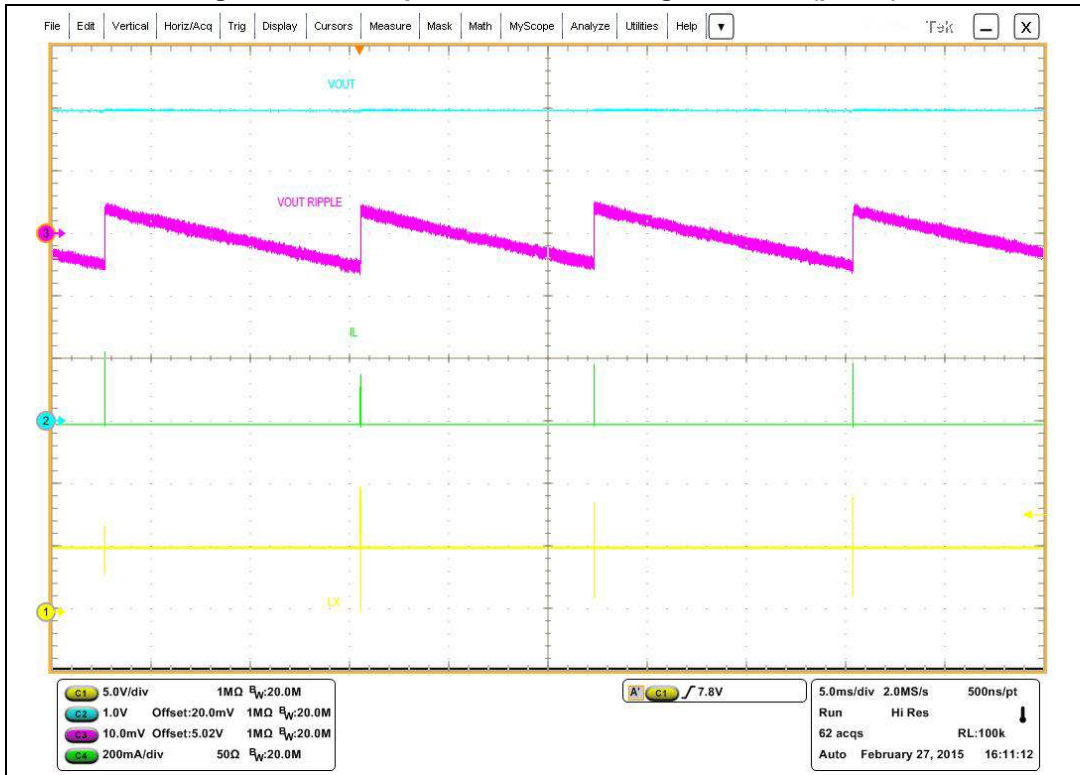 File Edit Vertical Horiz/Acq Trig Display Cursors Measure Mask Math MyScope Analyze Utilities Help Tek X
VOUT
VOUT RIPPLE
3
IL
2
LX
1
C1 5.0V/div 1MΩ BW:20.0M
C2 1.0V Offset:20.0mV 1MΩ BW:20.0M
C3 10.0mV Offset:5.02V 1MΩ BW:20.0M
C4 200mA/div 50Ω BW:20.0M
A' C1 7.8V
5.0ms/div 2.0MS/s 500ns/pt
Run Hi Res
62 acqs RL:100k
Auto February 27, 2015 16:11:12